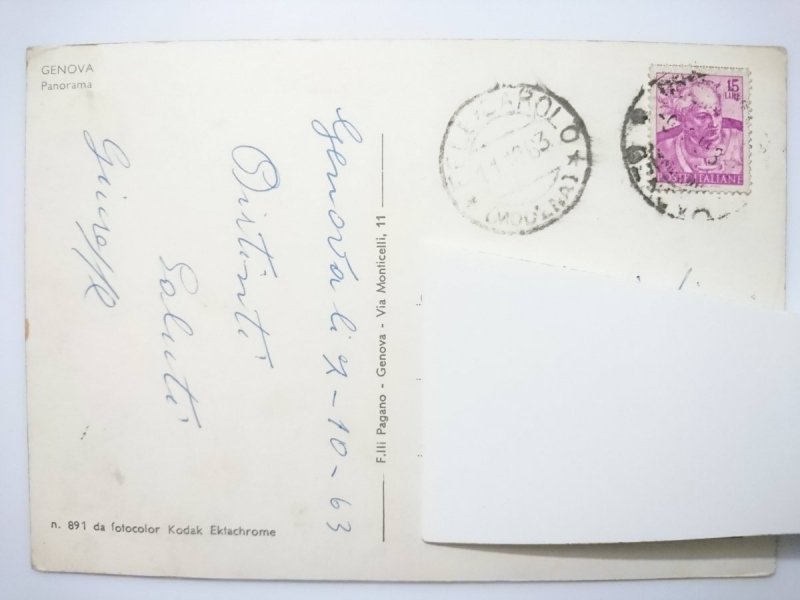 GENOVA
Panorama
Genova li
10-63
Distinti
Saluti
n. 891 da fotocolor Kodak Ektachrome
F.lli Pagano - Genova - Via Monticelli, 11
(MODENA)
15
LIRE
POSTE ITALIANE